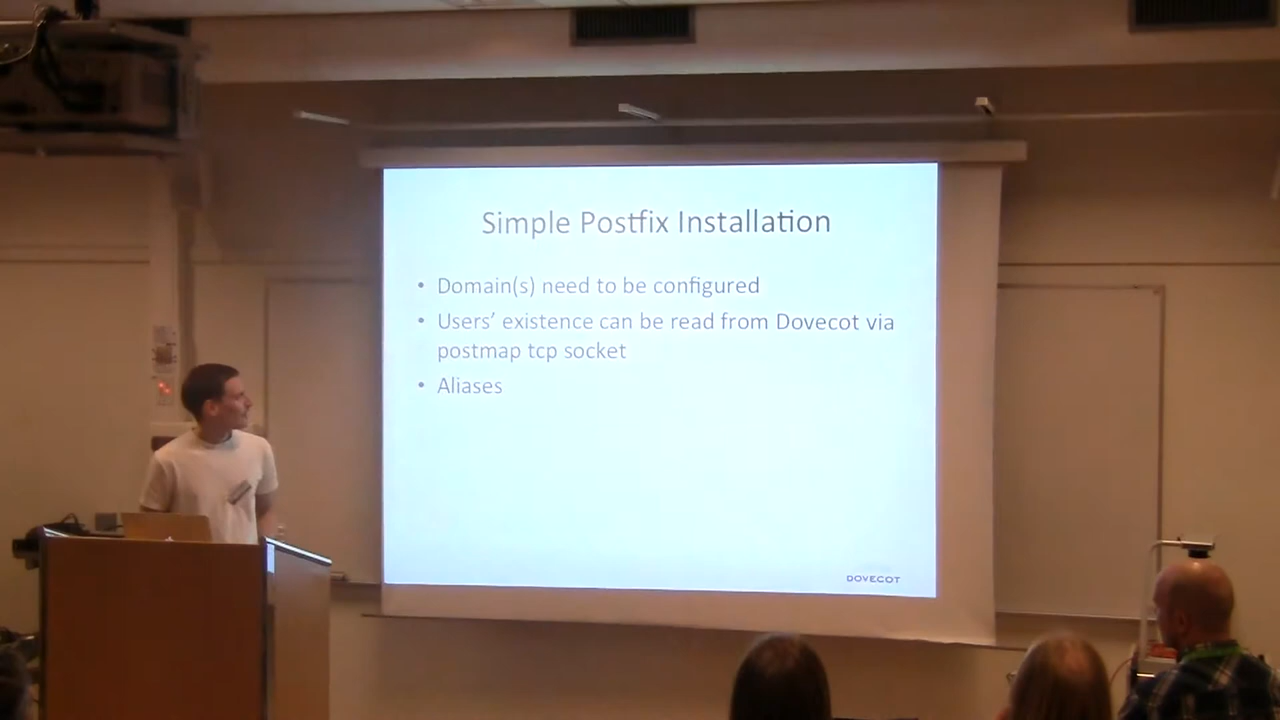 Simple Postfix Installation
• Domain(s) need to be configured
• Users’ existence can be read from Dovecot via
postmap tcp socket
• Aliases
DOVECOT